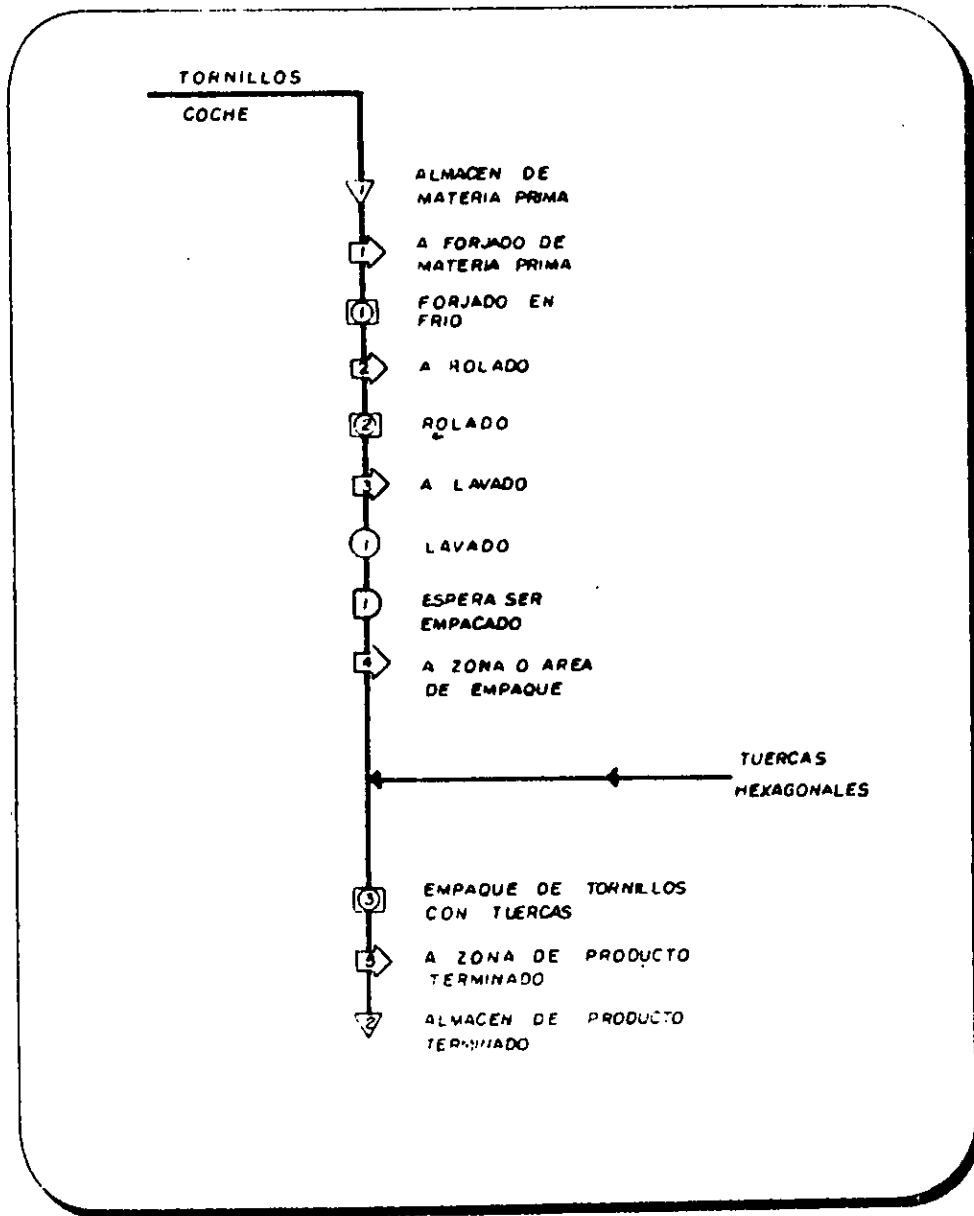 TORNILLOS
COCHE
1
ALMACEN DE
MATERIA PRIMA
1
A FORJADO DE
MATERIA PRIMA
1
FORJADO EN
FRIO
2
A ROLADO
2
ROLADO
3
A LAVADO
1
LAVADO
1
ESPERA SER
EMPACADO
4
A ZONA O AREA
DE EMPAQUE
TUERCAS
HEXAGONALES
3
EMPAQUE DE TORNILLOS
CON TUERCAS
5
A ZONA DE PRODUCTO
TERMINADO
2
ALMACEN DE PRODUCTO
TERMINADO